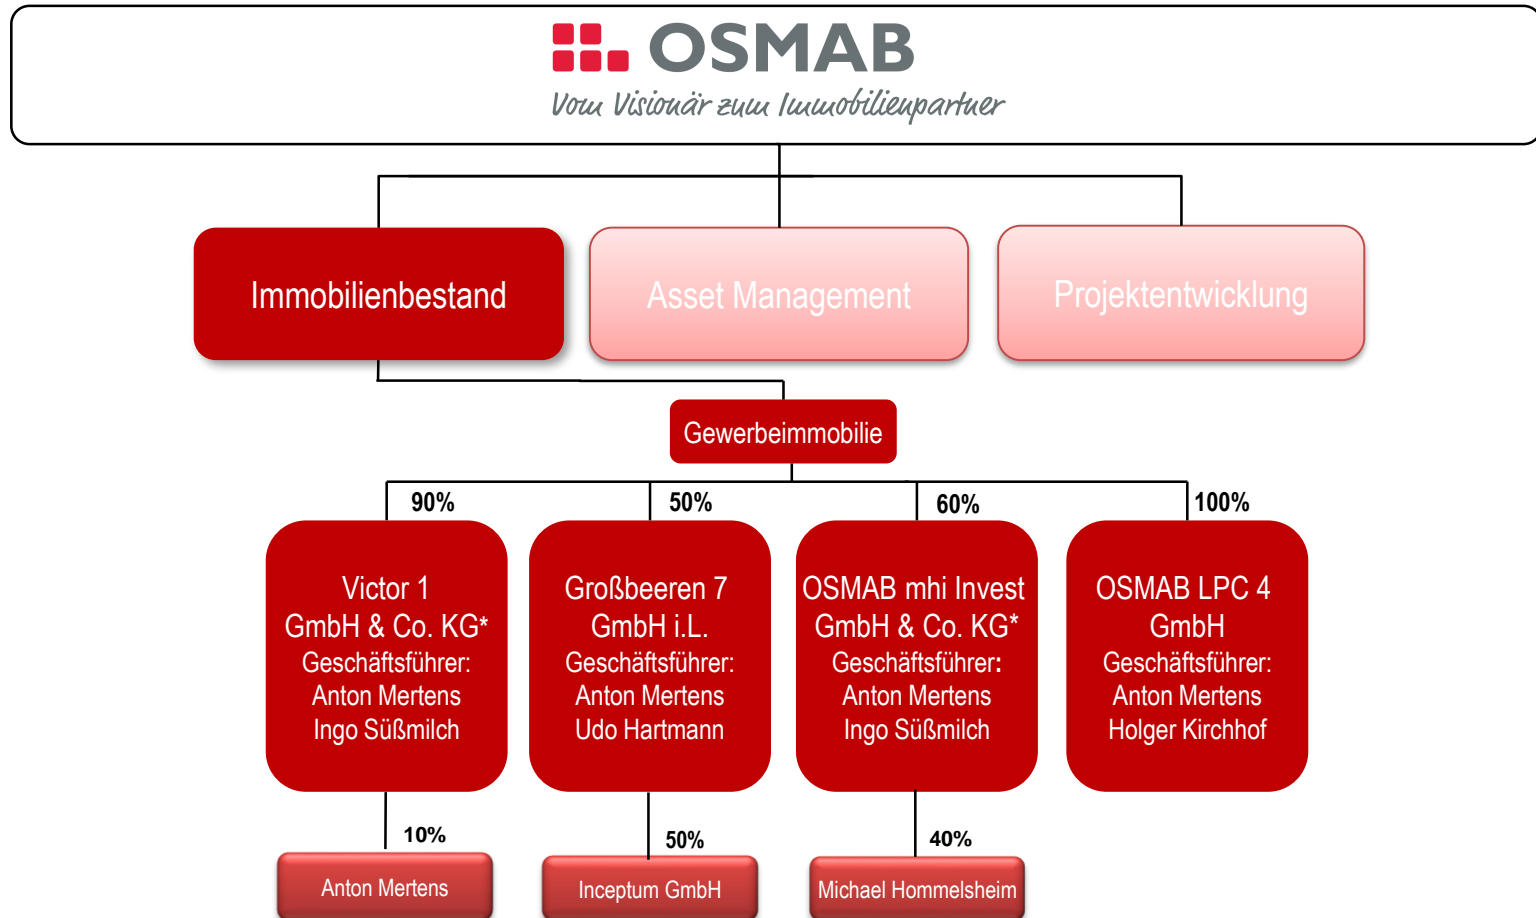 OSMAB
Vom Visionär zum Immobilienpartner
Immobilienbestand
Asset Management
Projektentwicklung
Gewerbeimmobilie
90%
50%
60%
100%
Victor 1
GmbH & Co. KG*
Geschäftsführer:
Anton Mertens
Ingo Süßmilch
Großbeeren 7
GmbH i.L.
Geschäftsführer:
Anton Mertens
Udo Hartmann
OSMAB mhi Invest
GmbH & Co. KG*
Geschäftsführer:
Anton Mertens
Ingo Süßmilch
OSMAB LPC 4
GmbH
Geschäftsführer:
Anton Mertens
Holger Kirchhof
10%
50%
40%
Anton Mertens
Inceptum GmbH
Michael Hommelsheim